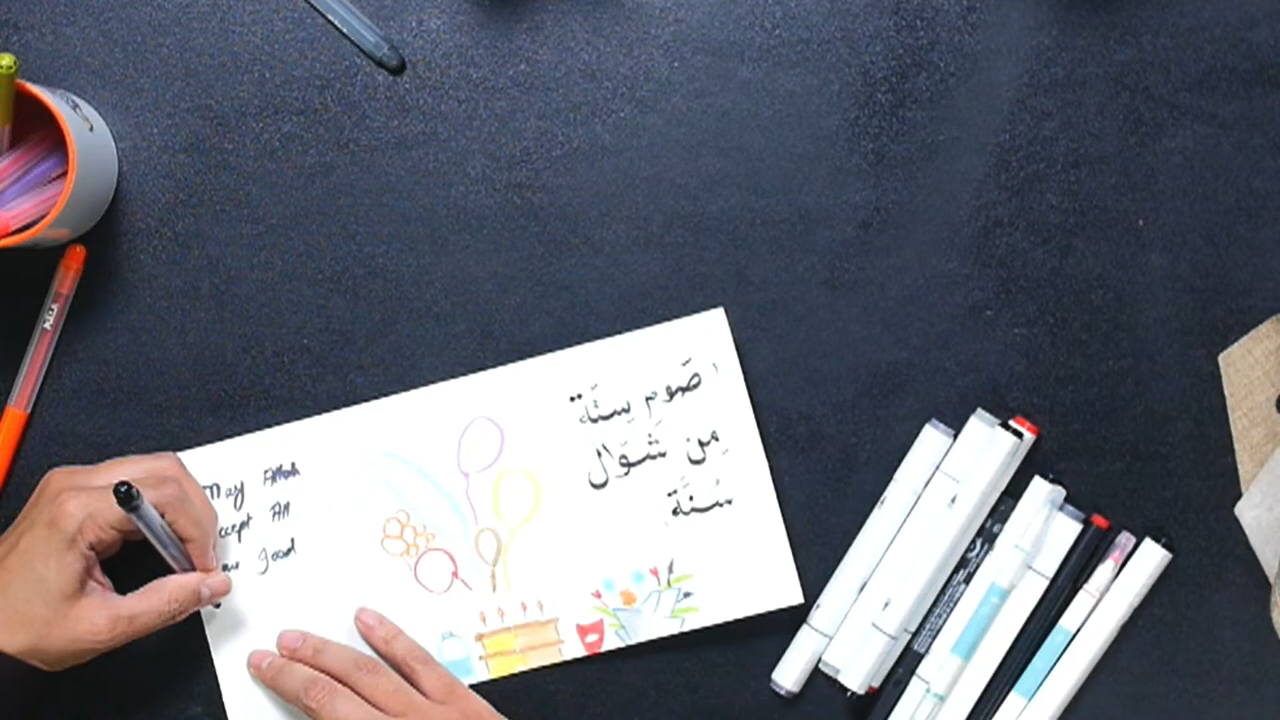 صَوم سِتَّة
مِن شَوّال
سُنَّة
May Allah
ccept All
good